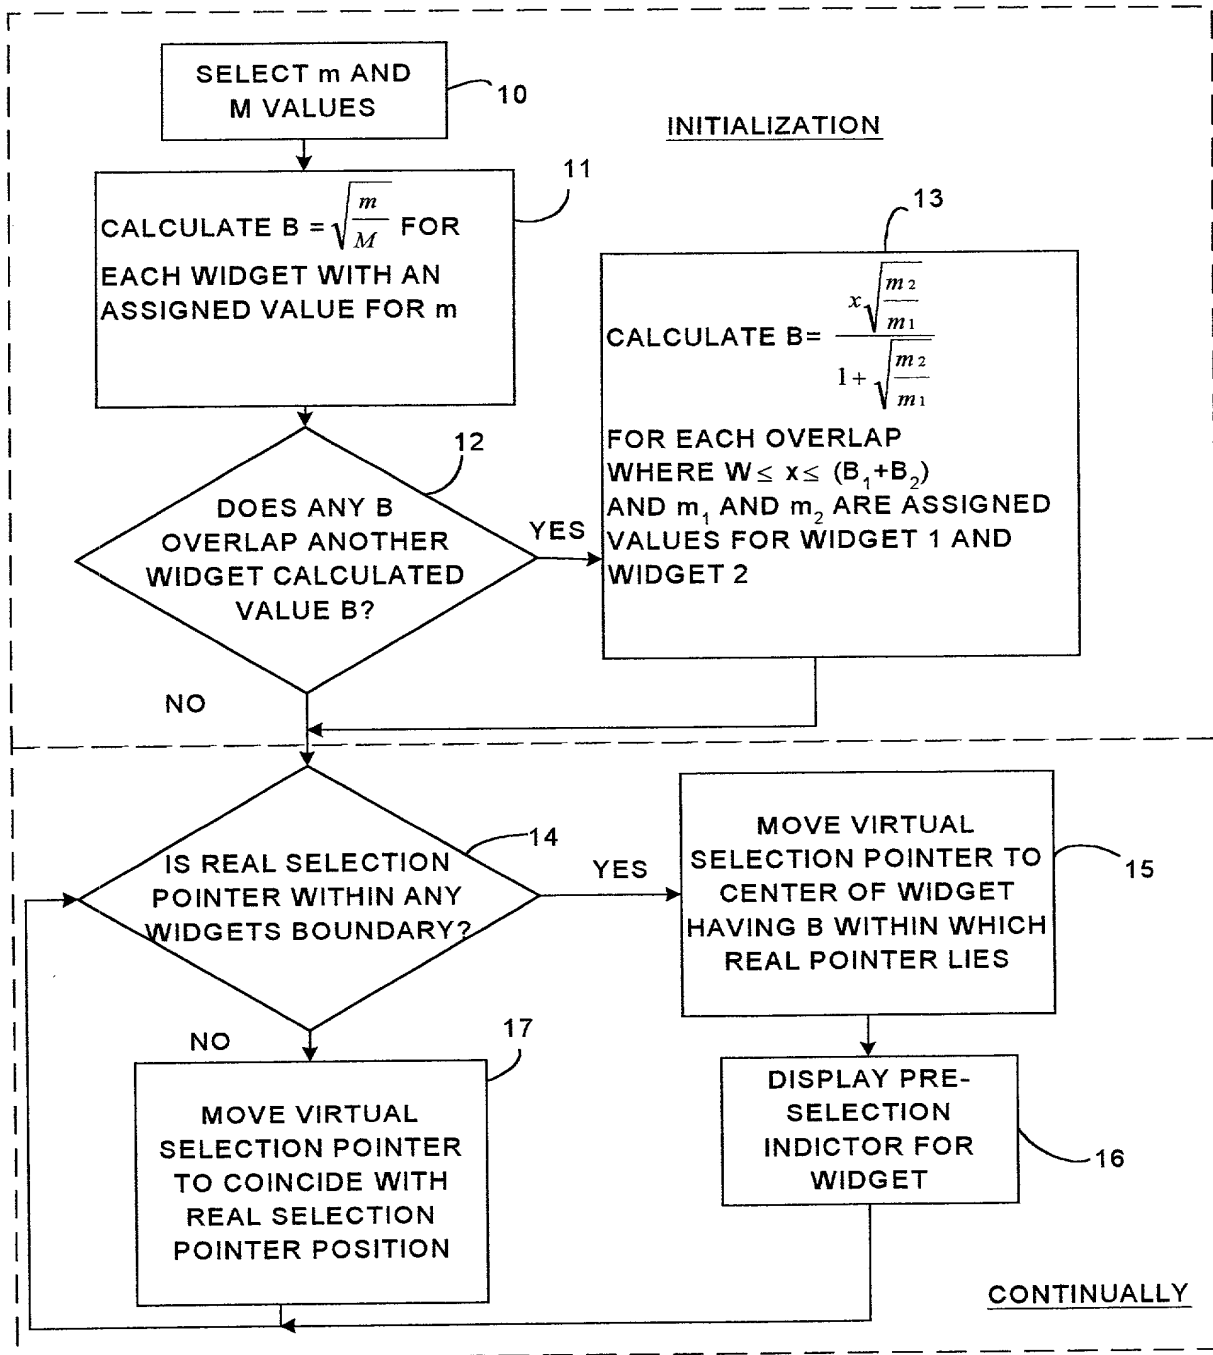 SELECT m AND
M VALUES
10
INITIALIZATION
11
CALCULATE B = √(m/M) FOR
EACH WIDGET WITH AN
ASSIGNED VALUE FOR m
13
CALCULATE B= x√(m₂/m₁) / (1+√(m₂/m₁))
FOR EACH OVERLAP
WHERE W ≤ x ≤ (B₁+B₂)
AND m₁ AND m₂ ARE ASSIGNED
VALUES FOR WIDGET 1 AND
WIDGET 2
12
DOES ANY B
OVERLAP ANOTHER
WIDGET CALCULATED
VALUE B?
YES
NO
14
IS REAL SELECTION
POINTER WITHIN ANY
WIDGETS BOUNDARY?
YES
MOVE VIRTUAL
SELECTION POINTER TO
CENTER OF WIDGET
HAVING B WITHIN WHICH
REAL POINTER LIES
15
NO
17
MOVE VIRTUAL
SELECTION POINTER
TO COINCIDE WITH
REAL SELECTION
POINTER POSITION
DISPLAY PRE-
SELECTION
INDICTOR FOR
WIDGET
16
CONTINUALLY